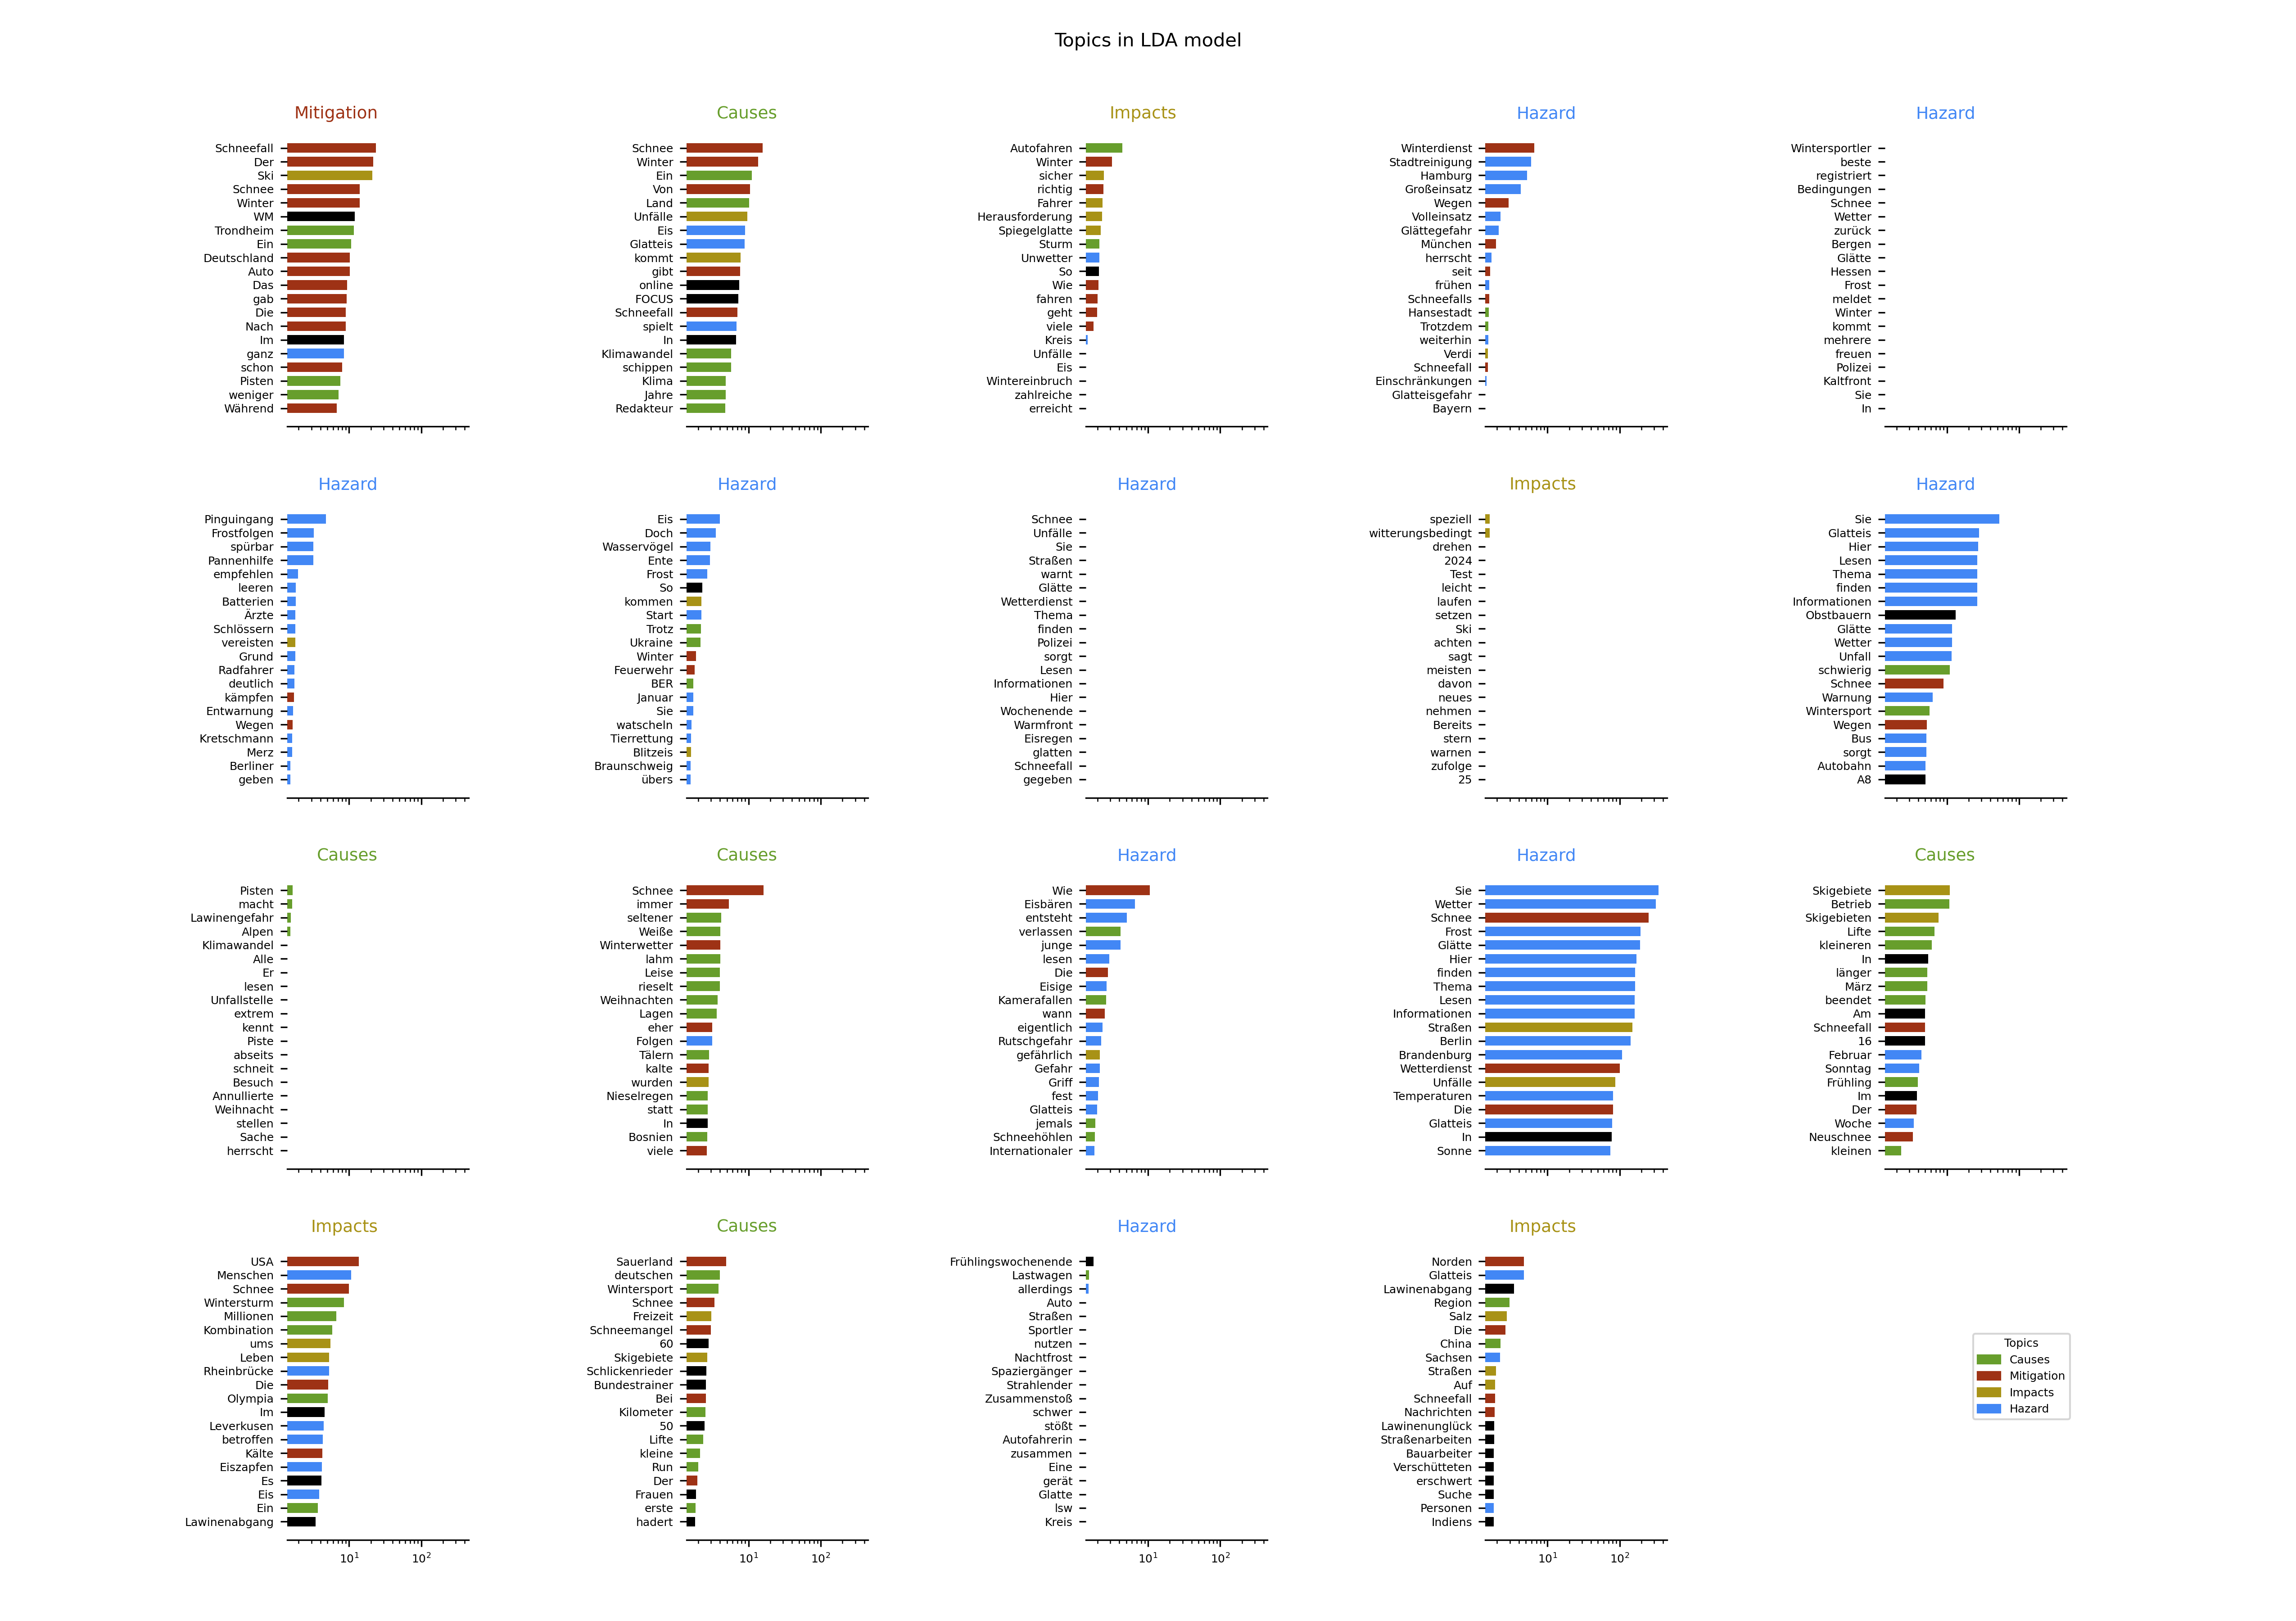 Topics in LDA model
Mitigation
Schneefall
Der
Ski
Schnee
Winter
WM
Trondheim
Ein
Deutschland
Auto
Das
gab
Die
Nach
Im
ganz
schon
Pisten
weniger
Während
Causes
Schnee
Winter
Ein
Von
Land
Unfälle
Eis
Glatteis
kommt
gibt
online
FOCUS
Schneefall
spielt
In
Klimawandel
schippen
Klima
Jahre
Redakteur
Impacts
Autofahren
Winter
sicher
richtig
Fahrer
Herausforderung
Spiegelglatte
Sturm
Unwetter
So
Wie
fahren
geht
viele
Kreis
Unfälle
Eis
Wintereinbruch
zahlreiche
erreicht
Hazard
Winterdienst
Stadtreinigung
Hamburg
Großeinsatz
Wegen
Volleinsatz
Glättegefahr
München
herrscht
seit
frühen
Schneefalls
Hansestadt
Trotzdem
weiterhin
Verdi
Schneefall
Einschränkungen
Glatteisgefahr
Bayern
Hazard
Wintersportler
beste
registriert
Bedingungen
Schnee
Wetter
zurück
Bergen
Glätte
Hessen
Frost
meldet
Winter
kommt
mehrere
freuen
Polizei
Kaltfront
Sie
In
Hazard
Pinguingang
Frostfolgen
spürbar
Pannenhilfe
empfehlen
leeren
Batterien
Ärzte
Schlössern
vereisten
Grund
Radfahrer
deutlich
kämpfen
Entwarnung
Wegen
Kretschmann
Merz
Berliner
geben
Hazard
Eis
Doch
Wasservögel
Ente
Frost
So
kommen
Start
Trotz
Ukraine
Winter
Feuerwehr
BER
Januar
Sie
watscheln
Tierrettung
Blitzeis
Braunschweig
übers
Hazard
Schnee
Unfälle
Sie
Straßen
warnt
Glätte
Wetterdienst
Thema
finden
Polizei
sorgt
Lesen
Informationen
Hier
Wochenende
Warmfront
Eisregen
glatten
Schneefall
gegeben
Impacts
speziell
witterungsbedingt
drehen
2024
Test
leicht
laufen
setzen
Ski
achten
sagt
meisten
davon
neues
nehmen
Bereits
stern
warnen
zufolge
25
Hazard
Sie
Glatteis
Hier
Lesen
Thema
finden
Informationen
Obstbauern
Glätte
Wetter
Unfall
schwierig
Schnee
Warnung
Wintersport
Wegen
Bus
sorgt
Autobahn
A8
Causes
Pisten
macht
Lawinengefahr
Alpen
Klimawandel
Alle
Er
lesen
Unfallstelle
extrem
kennt
Piste
abseits
schneit
Besuch
Annullierte
Weihnacht
stellen
Sache
herrscht
Causes
Schnee
immer
seltener
Weiße
Winterwetter
lahm
Leise
rieselt
Weihnachten
Lagen
eher
Folgen
Tälern
kalte
wurden
Nieselregen
statt
In
Bosnien
viele
Hazard
Wie
Eisbären
entsteht
verlassen
junge
lesen
Die
Eisige
Kamerafallen
wann
eigentlich
Rutschgefahr
gefährlich
Gefahr
Griff
fest
Glatteis
jemals
Schneehöhlen
Internationaler
Hazard
Sie
Wetter
Schnee
Frost
Glätte
Hier
finden
Thema
Lesen
Informationen
Straßen
Berlin
Brandenburg
Wetterdienst
Unfälle
Temperaturen
Die
Glatteis
In
Sonne
Causes
Skigebiete
Betrieb
Skigebieten
Lifte
kleineren
In
länger
März
beendet
Am
Schneefall
16
Februar
Sonntag
Frühling
Im
Der
Woche
Neuschnee
kleinen
Impacts
USA
Menschen
Schnee
Wintersturm
Millionen
Kombination
ums
Leben
Rheinbrücke
Die
Olympia
Im
Leverkusen
betroffen
Kälte
Eiszapfen
Es
Eis
Ein
Lawinenabgang
10¹ 10²
Causes
Sauerland
deutschen
Wintersport
Schnee
Freizeit
Schneemangel
60
Skigebiete
Schlickenrieder
Bundestrainer
Bei
Kilometer
50
Lifte
kleine
Run
Der
Frauen
erste
hadert
10¹ 10²
Hazard
Frühlingswochenende
Lastwagen
allerdings
Auto
Straßen
Sportler
nutzen
Nachtfrost
Spaziergänger
Strahlender
Zusammenstoß
schwer
stößt
Autofahrerin
zusammen
Eine
gerät
Glatte
lsw
Kreis
10¹ 10²
Impacts
Norden
Glatteis
Lawinenabgang
Region
Salz
Die
China
Sachsen
Straßen
Auf
Schneefall
Nachrichten
Lawinenunglück
Straßenarbeiten
Bauarbeiter
Verschütteten
erschwert
Suche
Personen
Indiens
10¹ 10²
Topics
Causes
Mitigation
Impacts
Hazard